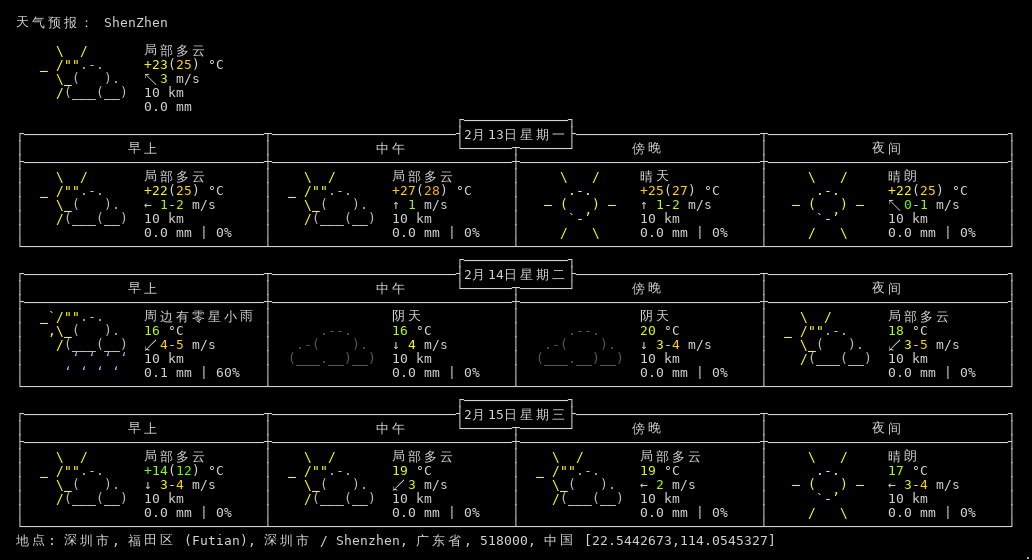 天气预报： ShenZhen
局部多云
+23(25) °C
↖ 3 m/s
10 km
0.0 mm
2月13日星期一
早上 中午 傍晚 夜间
局部多云 局部多云 晴天 晴朗
+22(25) °C +27(28) °C +25(27) °C +22(25) °C
← 1-2 m/s ↑ 1 m/s ↑ 1-2 m/s ↖ 0-1 m/s
10 km 10 km 10 km 10 km
0.0 mm | 0% 0.0 mm | 0% 0.0 mm | 0% 0.0 mm | 0%
2月14日星期二
早上 中午 傍晚 夜间
周边有零星小雨 阴天 阴天 局部多云
16 °C 16 °C 20 °C 18 °C
↙ 4-5 m/s ↓ 4 m/s ↓ 3-4 m/s ↙ 3-5 m/s
10 km 10 km 10 km 10 km
0.1 mm | 60% 0.0 mm | 0% 0.0 mm | 0% 0.0 mm | 0%
2月15日星期三
早上 中午 傍晚 夜间
局部多云 局部多云 局部多云 晴朗
+14(12) °C 19 °C 19 °C 17 °C
↓ 3-4 m/s ↙ 3 m/s ← 2 m/s ← 3-4 m/s
10 km 10 km 10 km 10 km
0.0 mm | 0% 0.0 mm | 0% 0.0 mm | 0% 0.0 mm | 0%
地点: 深圳市, 福田区 (Futian), 深圳市 / Shenzhen, 广东省, 518000, 中国 [22.5442673,114.0545327]